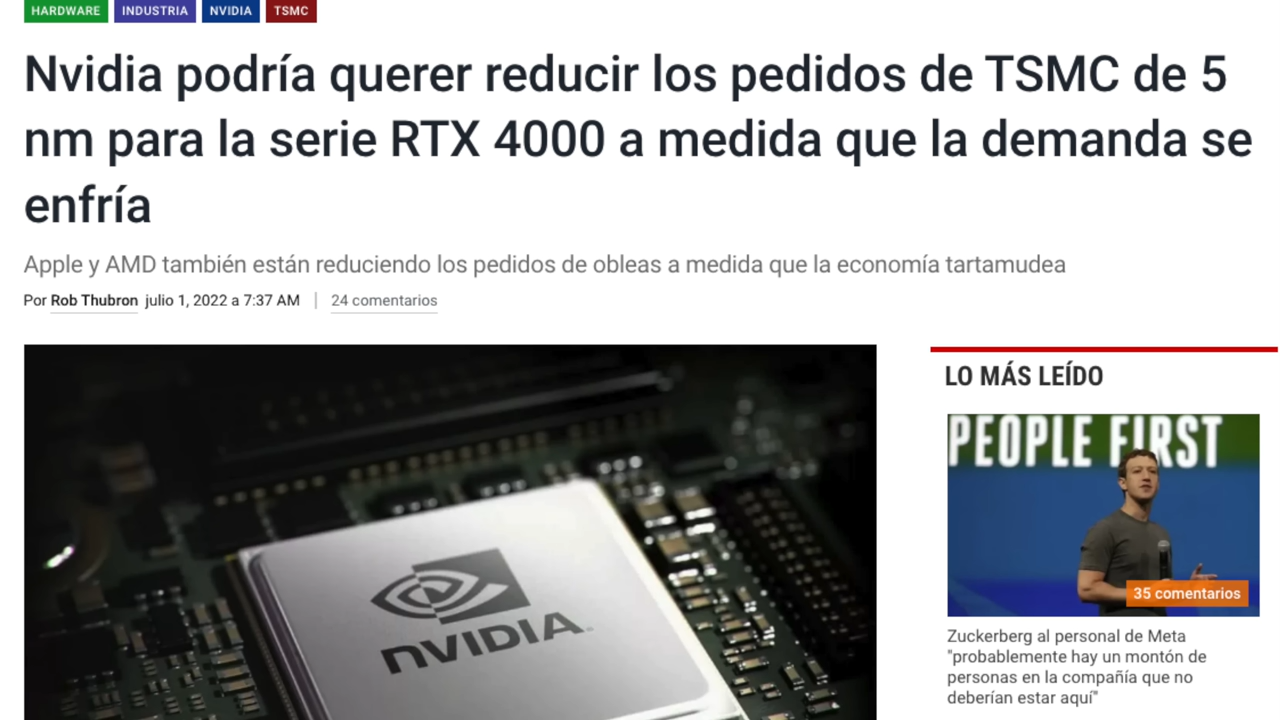 HARDWARE INDUSTRIA NVIDIA TSMC
Nvidia podría querer reducir los pedidos de TSMC de 5
nm para la serie RTX 4000 a medida que la demanda se
enfría
Apple y AMD también están reduciendo los pedidos de obleas a medida que la economía tartamudea
Por Rob Thubron julio 1, 2022 a 7:37 AM | 24 comentarios
NVIDIA
LO MÁS LEÍDO
PEOPLE FIRST
35 comentarios
Zuckerberg al personal de Meta
"probablemente hay un montón de
personas en la compañía que no
deberían estar aquí"